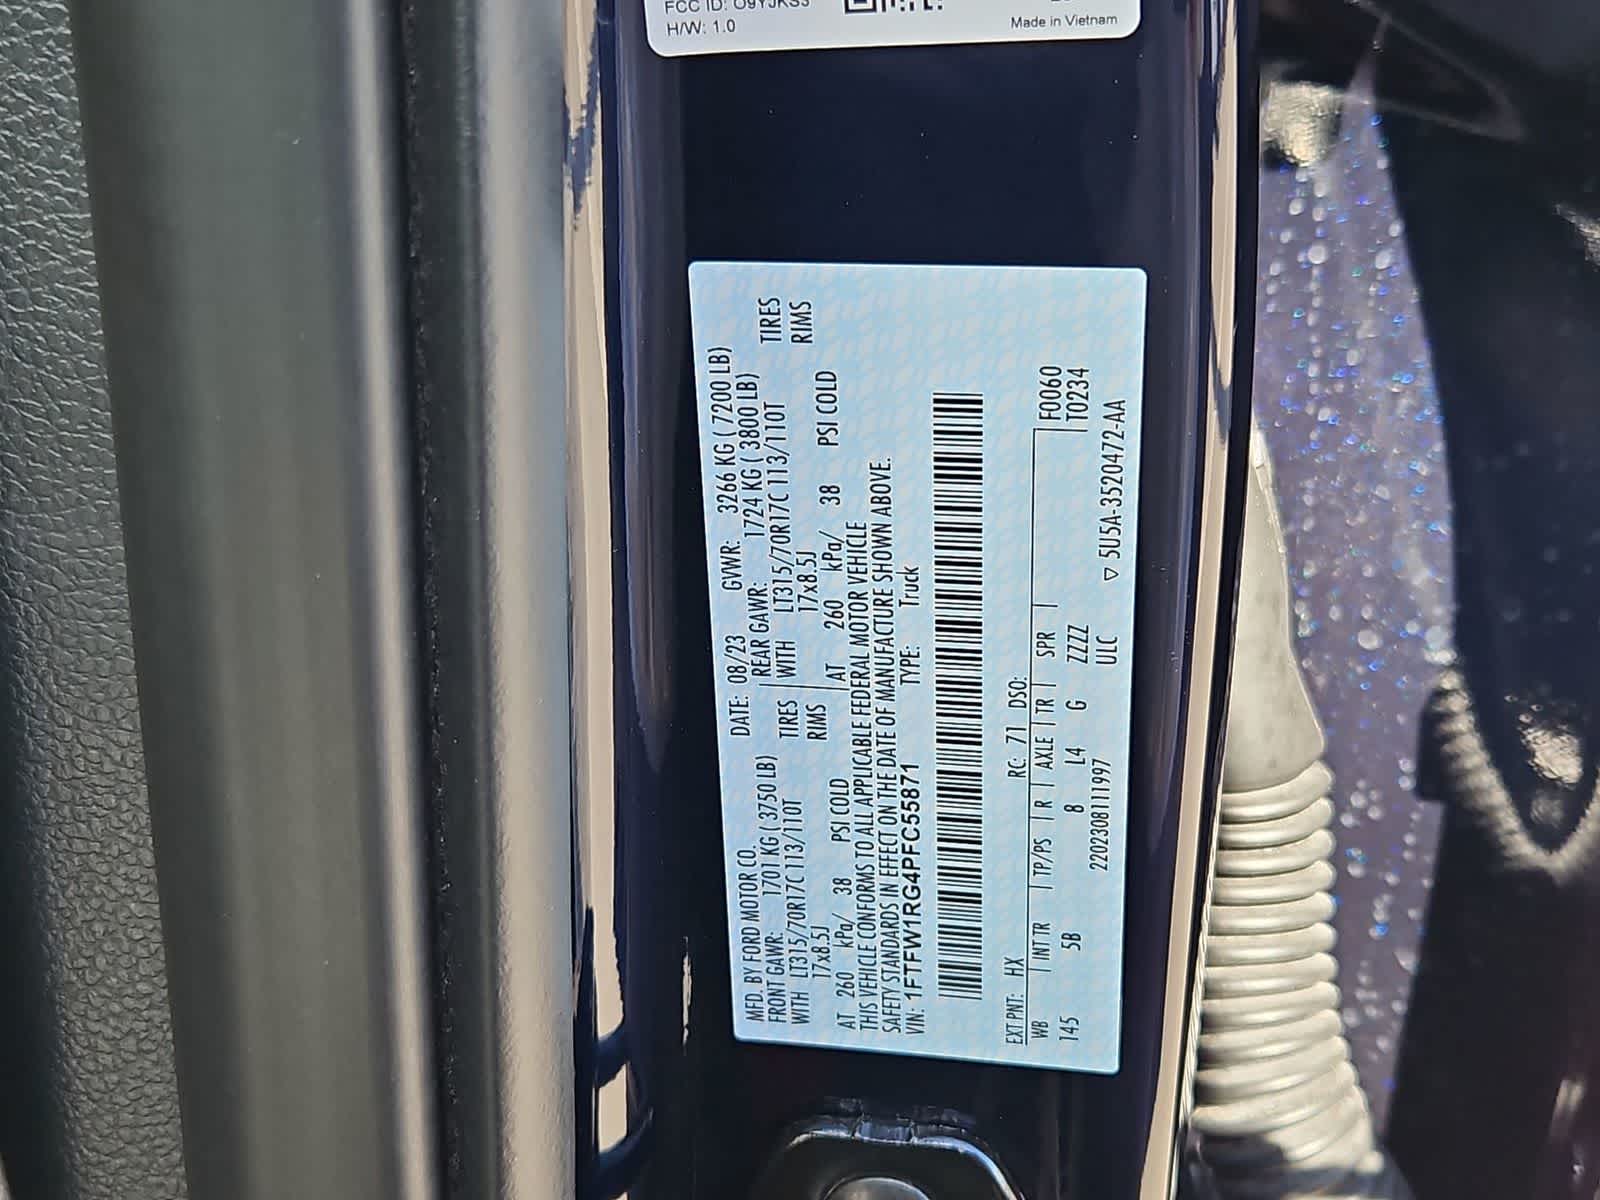 FCC ID: O9YJKS3
H/W: 1.0
Made in Vietnam
MFD. BY FORD MOTOR CO. DATE: 08/23 GVWR: 3266 KG ( 7200 LB)
FRONT GAWR: 1701 KG ( 3750 LB) REAR GAWR: 1724 KG ( 3800 LB)
WITH LT315/70R17C 113/110T TIRES WITH LT315/70R17C 113/110T TIRES
17x8.5J RIMS 17x8.5J RIMS
AT 260 kPa/ 38 PSI COLD AT 260 kPa/ 38 PSI COLD
THIS VEHICLE CONFORMS TO ALL APPLICABLE FEDERAL MOTOR VEHICLE
SAFETY STANDARDS IN EFFECT ON THE DATE OF MANUFACTURE SHOWN ABOVE.
VIN: 1FTFW1RG4PFC55871 TYPE: Truck
EXT PNT: HX RC: 71 DSO: F0060
WB | INT TR | TP/PS | R | AXLE | TR | SPR | T0234
145 5B 8 L4 G ZZZZ
220230811997 ULC ▽ 5U5A-3520472-AA